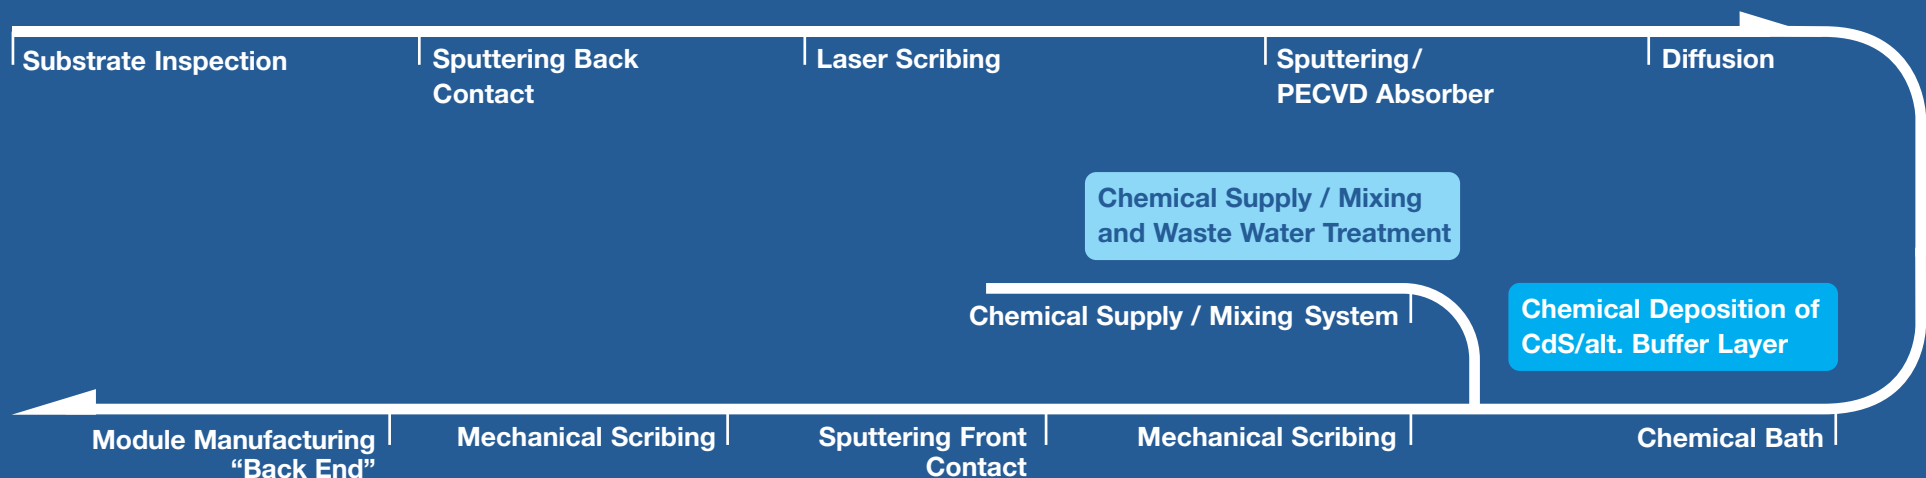 Substrate Inspection
Sputtering Back
Contact
Laser Scribing
Sputtering/
PECVD Absorber
Diffusion
Chemical Supply / Mixing
and Waste Water Treatment
Chemical Supply / Mixing System
Chemical Deposition of
CdS/alt. Buffer Layer
Module Manufacturing
“Back End”
Mechanical Scribing
Sputtering Front
Contact
Mechanical Scribing
Chemical Bath